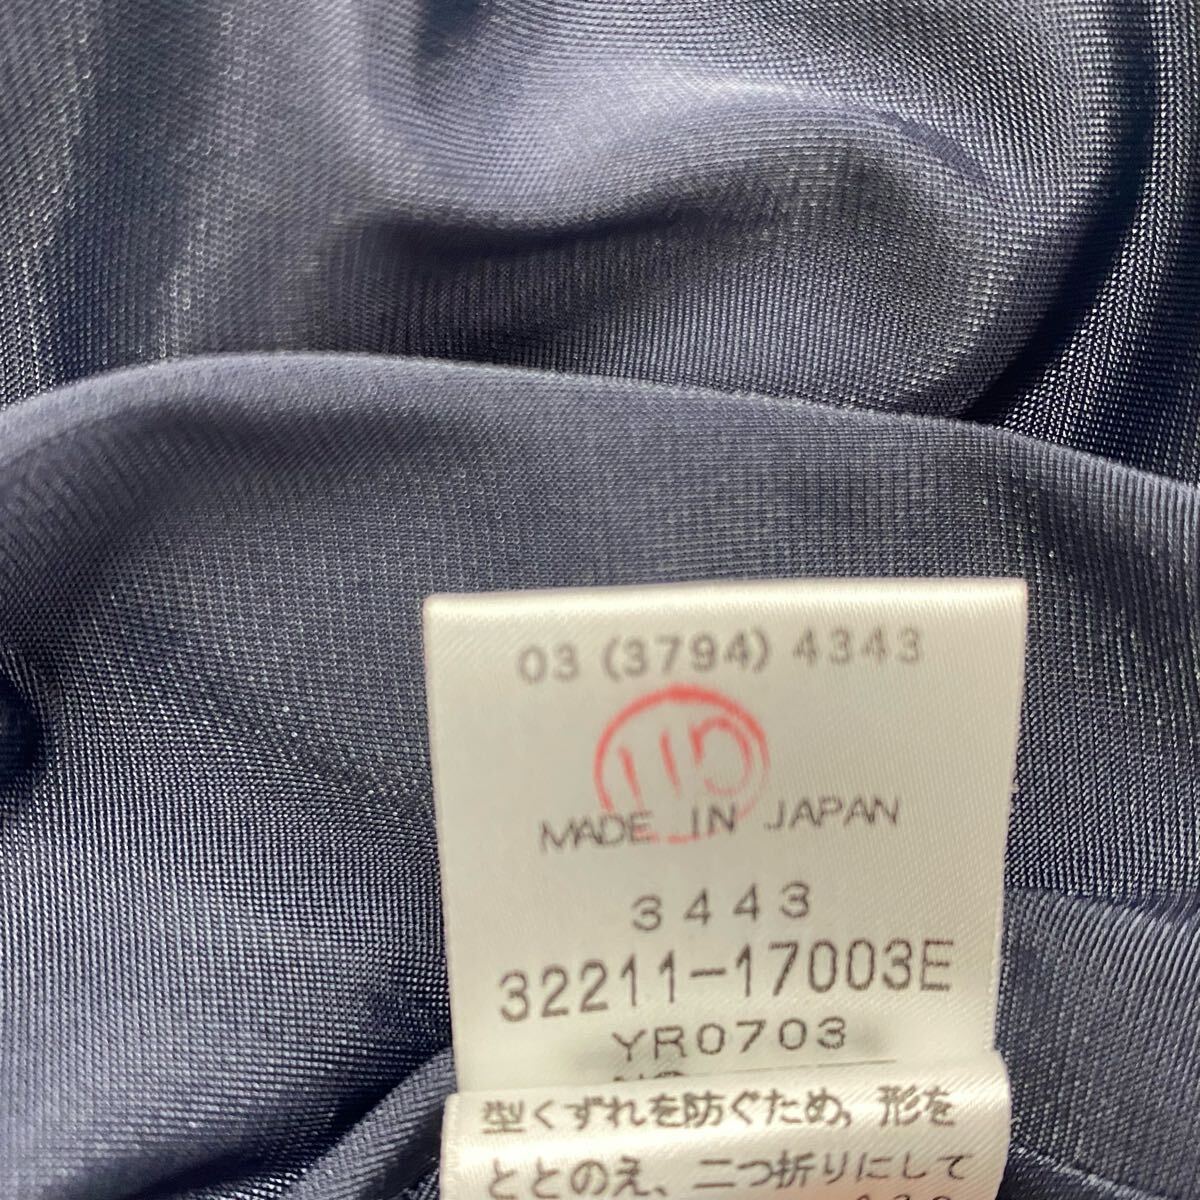 03 (3794) 4343
MADE IN JAPAN
3443
32211-17003E
YR0703
型くずれを防ぐため、形を
ととのえ、二つ折りにして